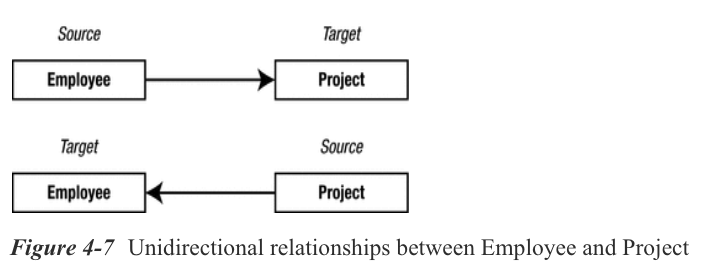 Source Target
Employee Project
Target Source
Employee Project
Figure 4-7 Unidirectional relationships between Employee and Project